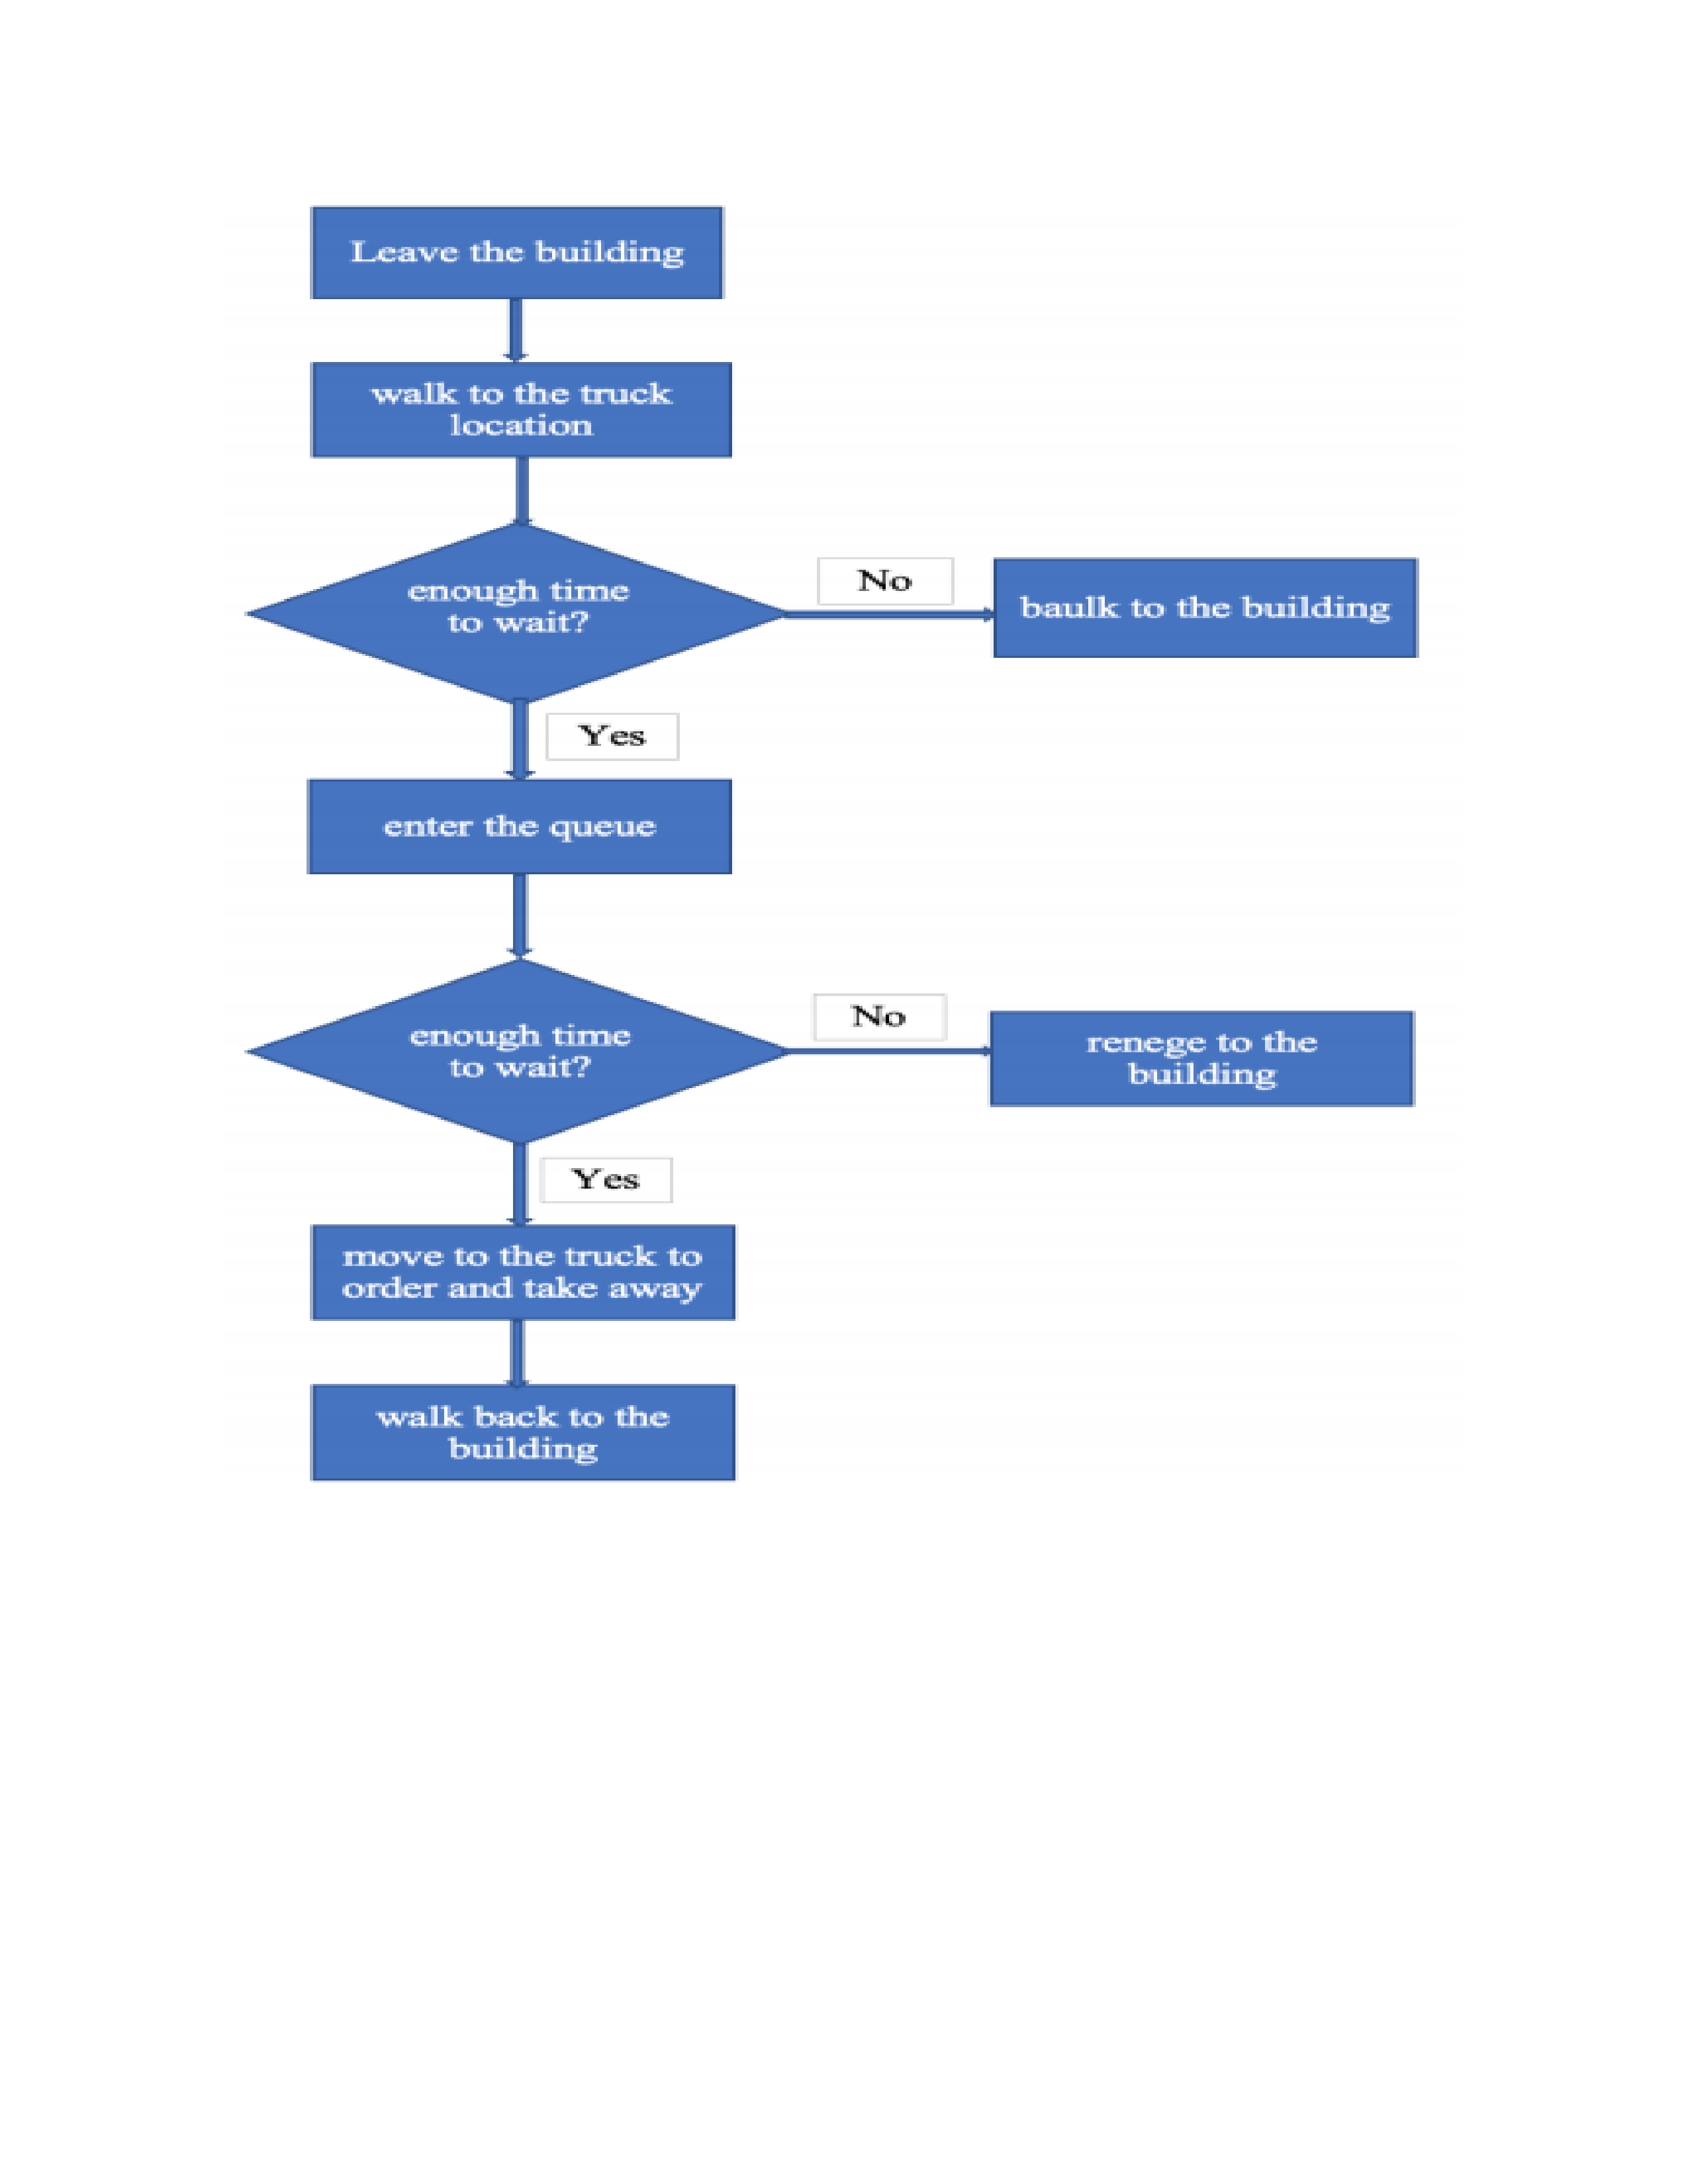 Leave the building
walk to the truck
location
enough time
to wait?
No
baulk to the building
Yes
enter the queue
enough time
to wait?
No
renege to the
building
Yes
move to the truck to
order and take away
walk back to the
building